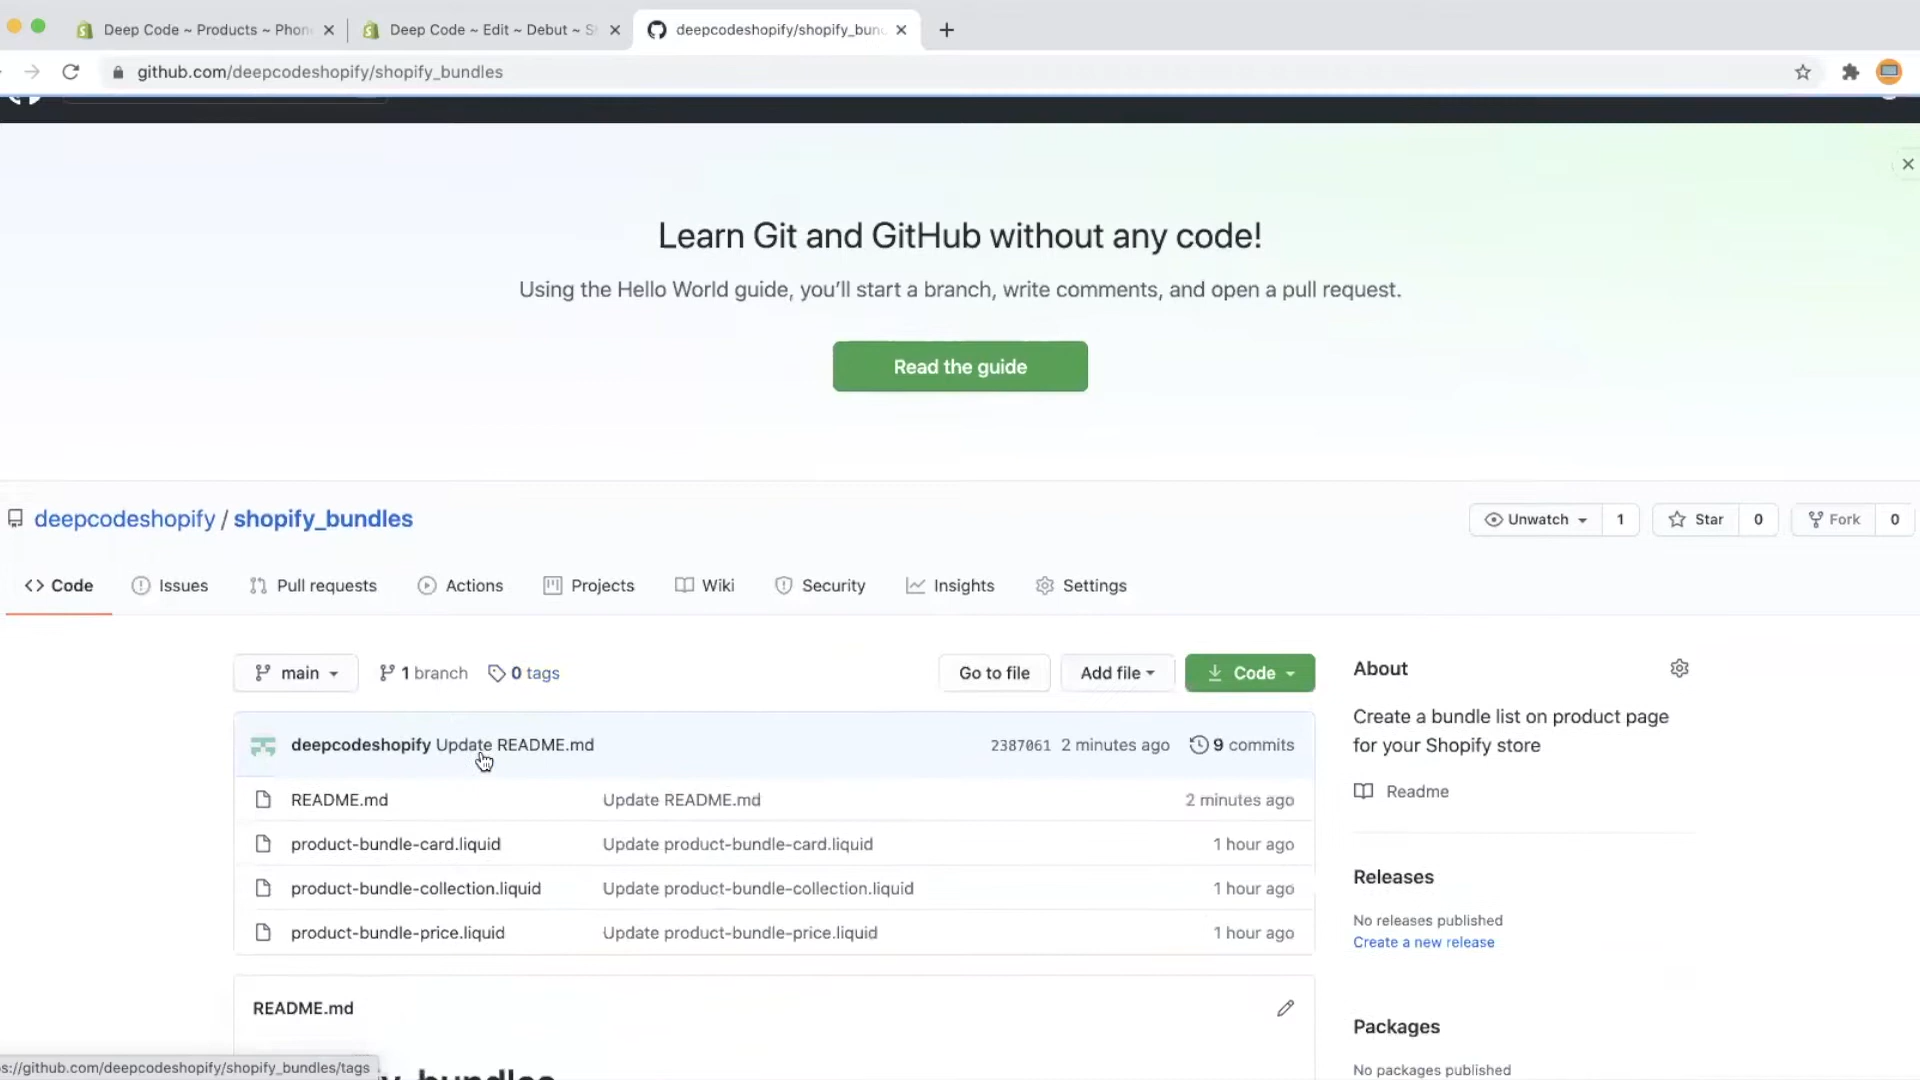 Deep Code ~ Products ~ Phon
Deep Code ~ Edit ~ Debut ~ S
deepcodeshopify/shopify_bun
github.com/deepcodeshopify/shopify_bundles
Learn Git and GitHub without any code!
Using the Hello World guide, you’ll start a branch, write comments, and open a pull request.
Read the guide
deepcodeshopify / shopify_bundles
Unwatch 1 Star 0 Fork 0
Code Issues Pull requests Actions Projects Wiki Security Insights Settings
main 1 branch 0 tags Go to file Add file Code
deepcodeshopify Update README.md 2387061 2 minutes ago 9 commits
README.md Update README.md 2 minutes ago
product-bundle-card.liquid Update product-bundle-card.liquid 1 hour ago
product-bundle-collection.liquid Update product-bundle-collection.liquid 1 hour ago
product-bundle-price.liquid Update product-bundle-price.liquid 1 hour ago
README.md
About
Create a bundle list on product page
for your Shopify store
Readme
Releases
No releases published
Create a new release
Packages
No packages published
s://github.com/deepcodeshopify/shopify_bundles/tags